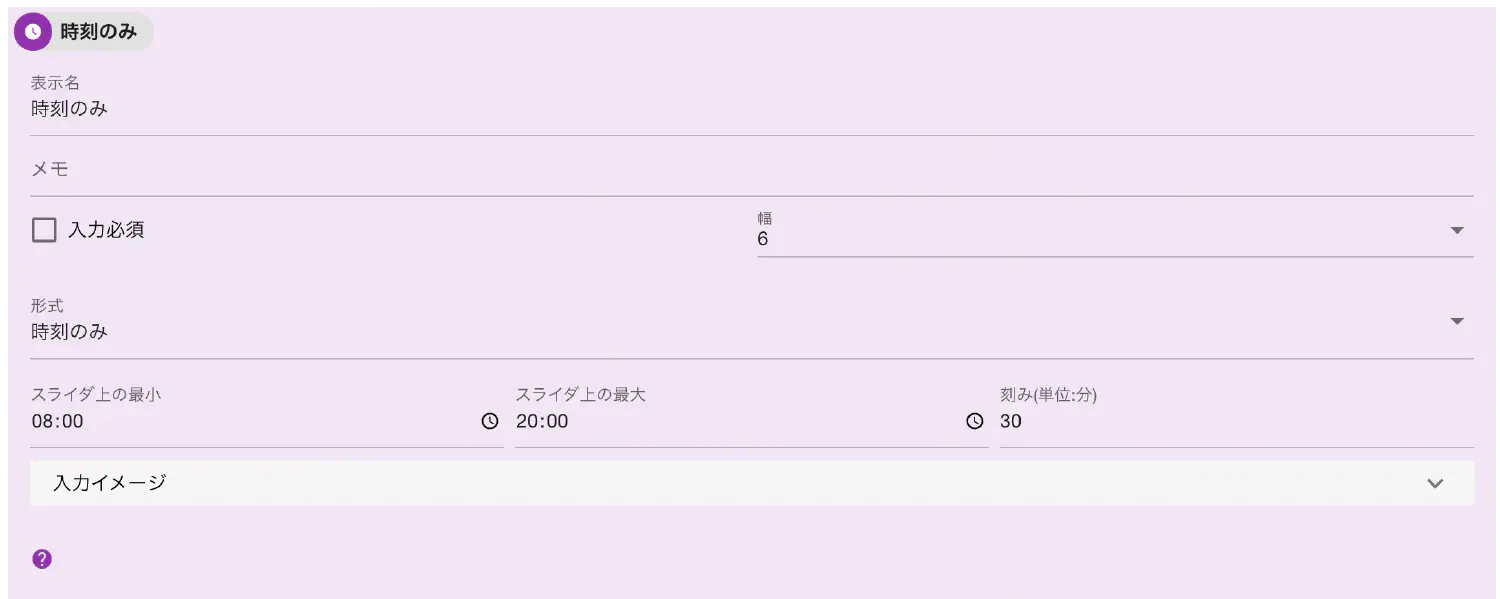 時刻のみ
表示名
時刻のみ
メモ
入力必須
幅
6
形式
時刻のみ
スライダ上の最小
08:00
スライダ上の最大
20:00
刻み(単位:分)
30
入力イメージ
?